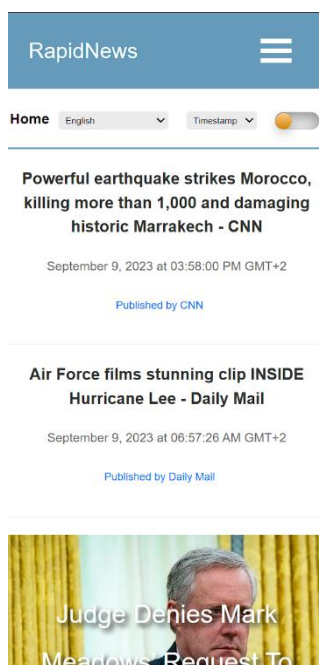 RapidNews
Home English Timestamp
Powerful earthquake strikes Morocco,
killing more than 1,000 and damaging
historic Marrakech - CNN
September 9, 2023 at 03:58:00 PM GMT+2
Published by CNN
Air Force films stunning clip INSIDE
Hurricane Lee - Daily Mail
September 9, 2023 at 06:57:26 AM GMT+2
Published by Daily Mail
Judge Denies Mark
Meadows' Request To